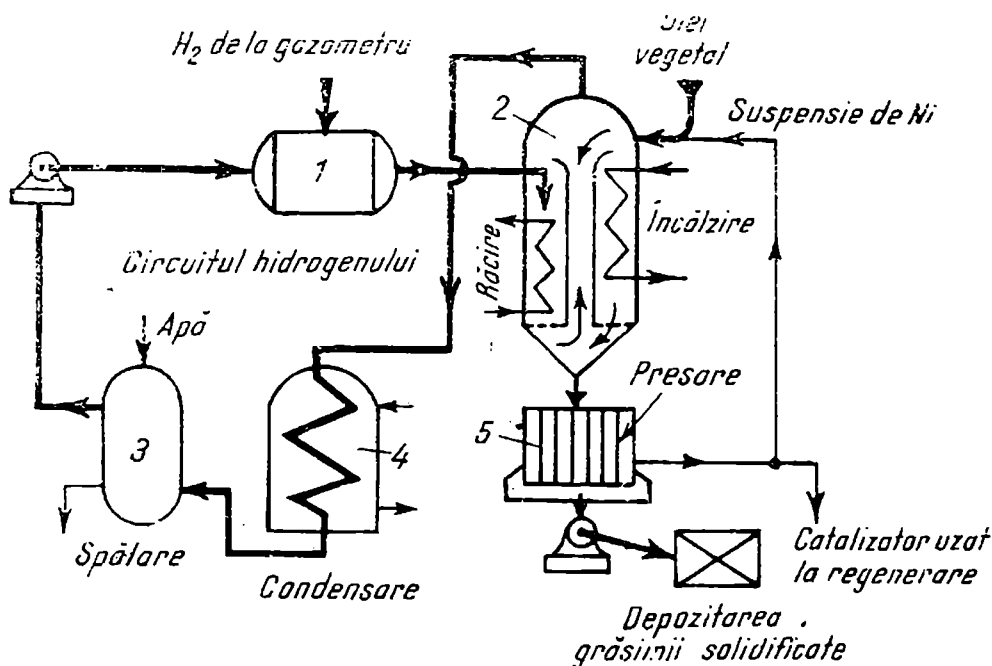 H₂ de la gazometru
vegetal
Suspensie de Ni
2
1
Încălzire
Răcire
Circuitul hidrogenului
Apă
Presare
5
3
4
Spălare
Condensare
Catalizator uzat
la regenerare
Depozitarea
grăsimii solidificate